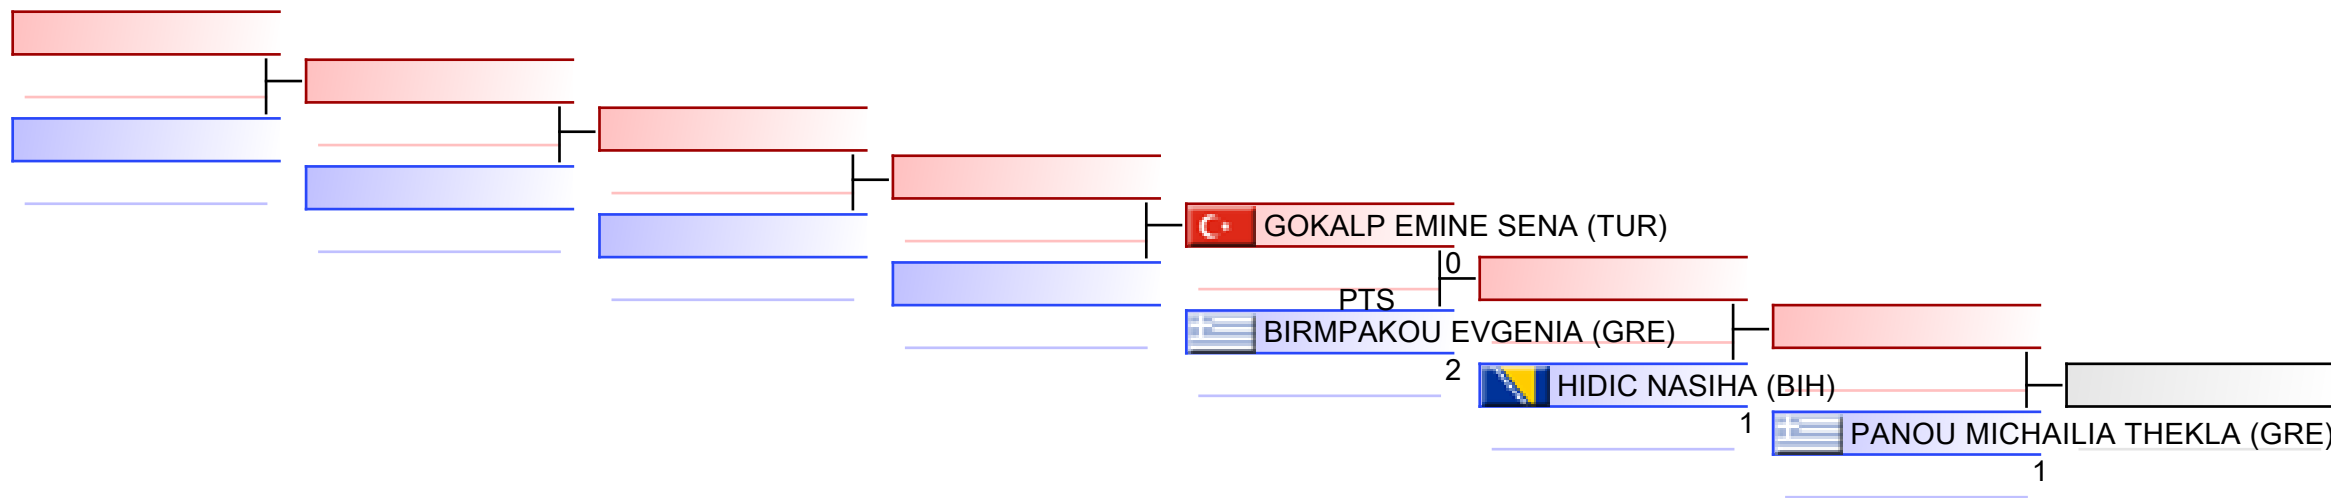 GOKALP EMINE SENA (TUR)
0
PTS
BIRMPAKOU EVGENIA (GRE)
2
HIDIC NASIHA (BIH)
1
PANOU MICHAILIA THEKLA (GRE)
1